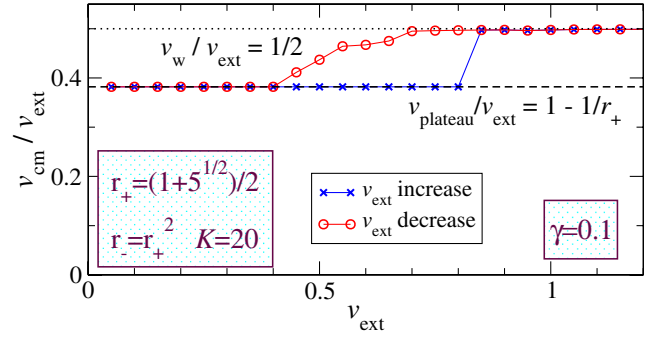 v_w / v_ext = 1/2
v_plateau/v_ext = 1 - 1/r_+
v_cm / v_ext
0.4
0.2
0
r_+=(1+5^{1/2})/2
r_-=r_+^2 K=20
v_ext increase
v_ext decrease
γ=0.1
0 0.5 1
v_ext